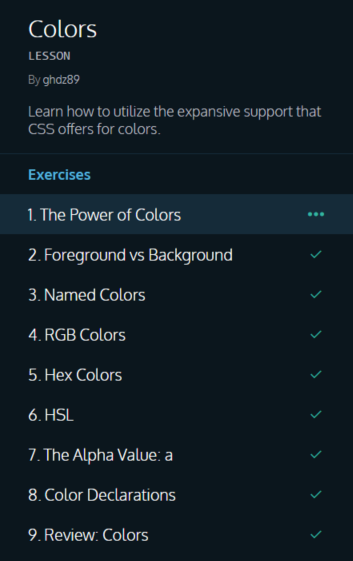 Colors
LESSON
By ghdz89
Learn how to utilize the expansive support that
CSS offers for colors.
Exercises
1. The Power of Colors
2. Foreground vs Background
3. Named Colors
4. RGB Colors
5. Hex Colors
6. HSL
7. The Alpha Value: a
8. Color Declarations
9. Review: Colors